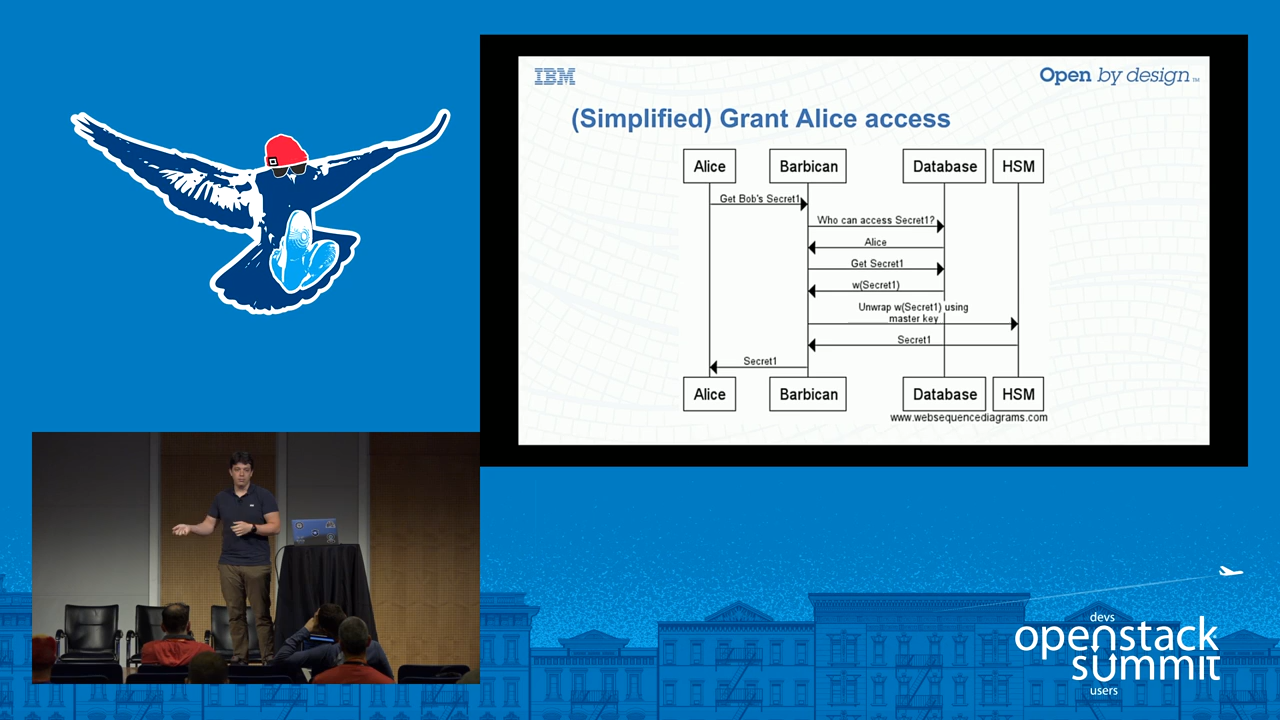 IBM
Open by design™
(Simplified) Grant Alice access
Alice
Barbican
Database
HSM
Get Bob's Secret1
Who can access Secret1?
Alice
Get Secret1
w(Secret1)
Unwrap w(Secret1) using
master key
Secret1
Secret1
Alice
Barbican
Database
HSM
www.websequencediagrams.com
devs
openstack
summit
users